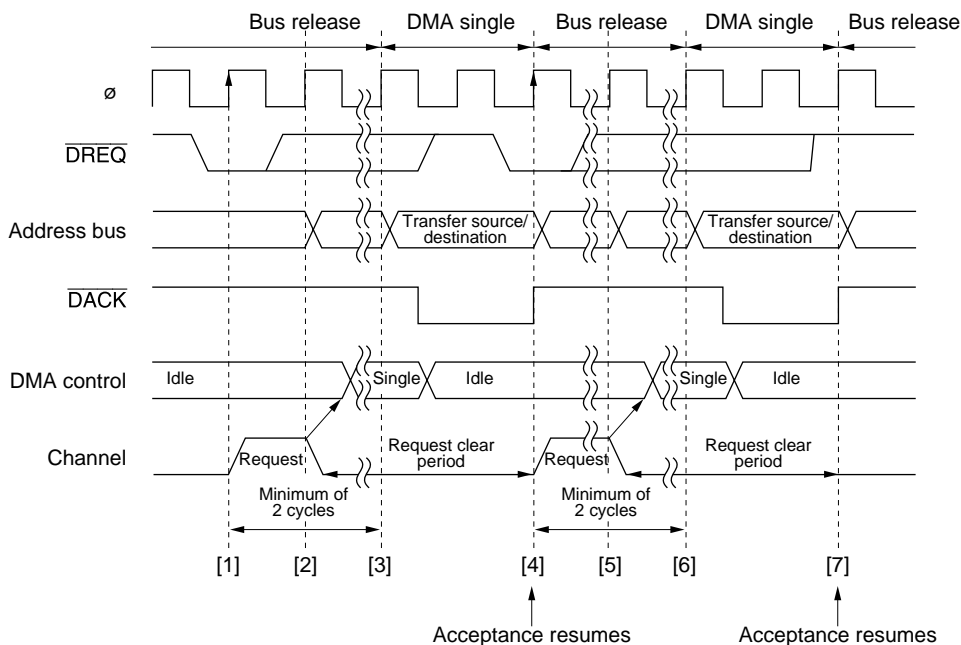 Bus release DMA single Bus release DMA single Bus release
ø
DREQ
Address bus Transfer source/ destination Transfer source/ destination
DACK
DMA control Idle Single Idle Single Idle
Channel Request Request clear period Request Request clear period
Minimum of 2 cycles Minimum of 2 cycles
[1] [2] [3] [4] [5] [6] [7]
Acceptance resumes Acceptance resumes